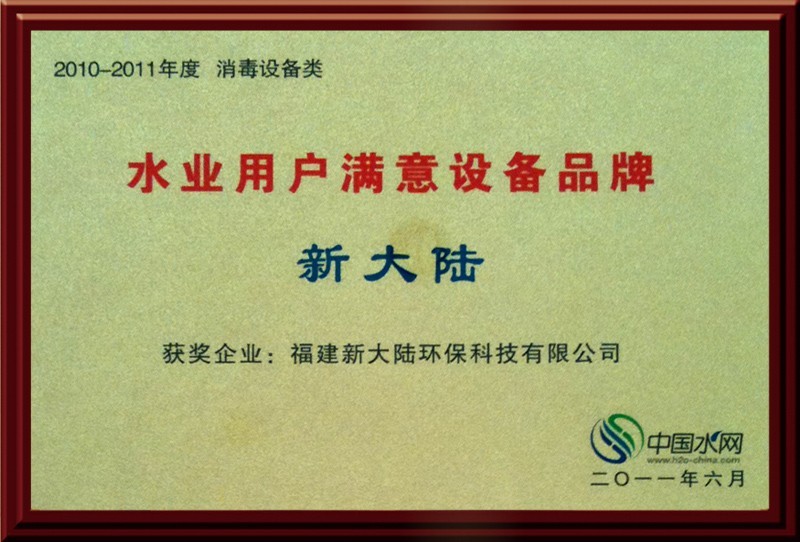 2010-2011年度 消毒设备类
水业用户满意设备品牌
新大陆
获奖企业：福建新大陆环保科技有限公司
中国水网
www.h2o-china.com
二〇一一年六月